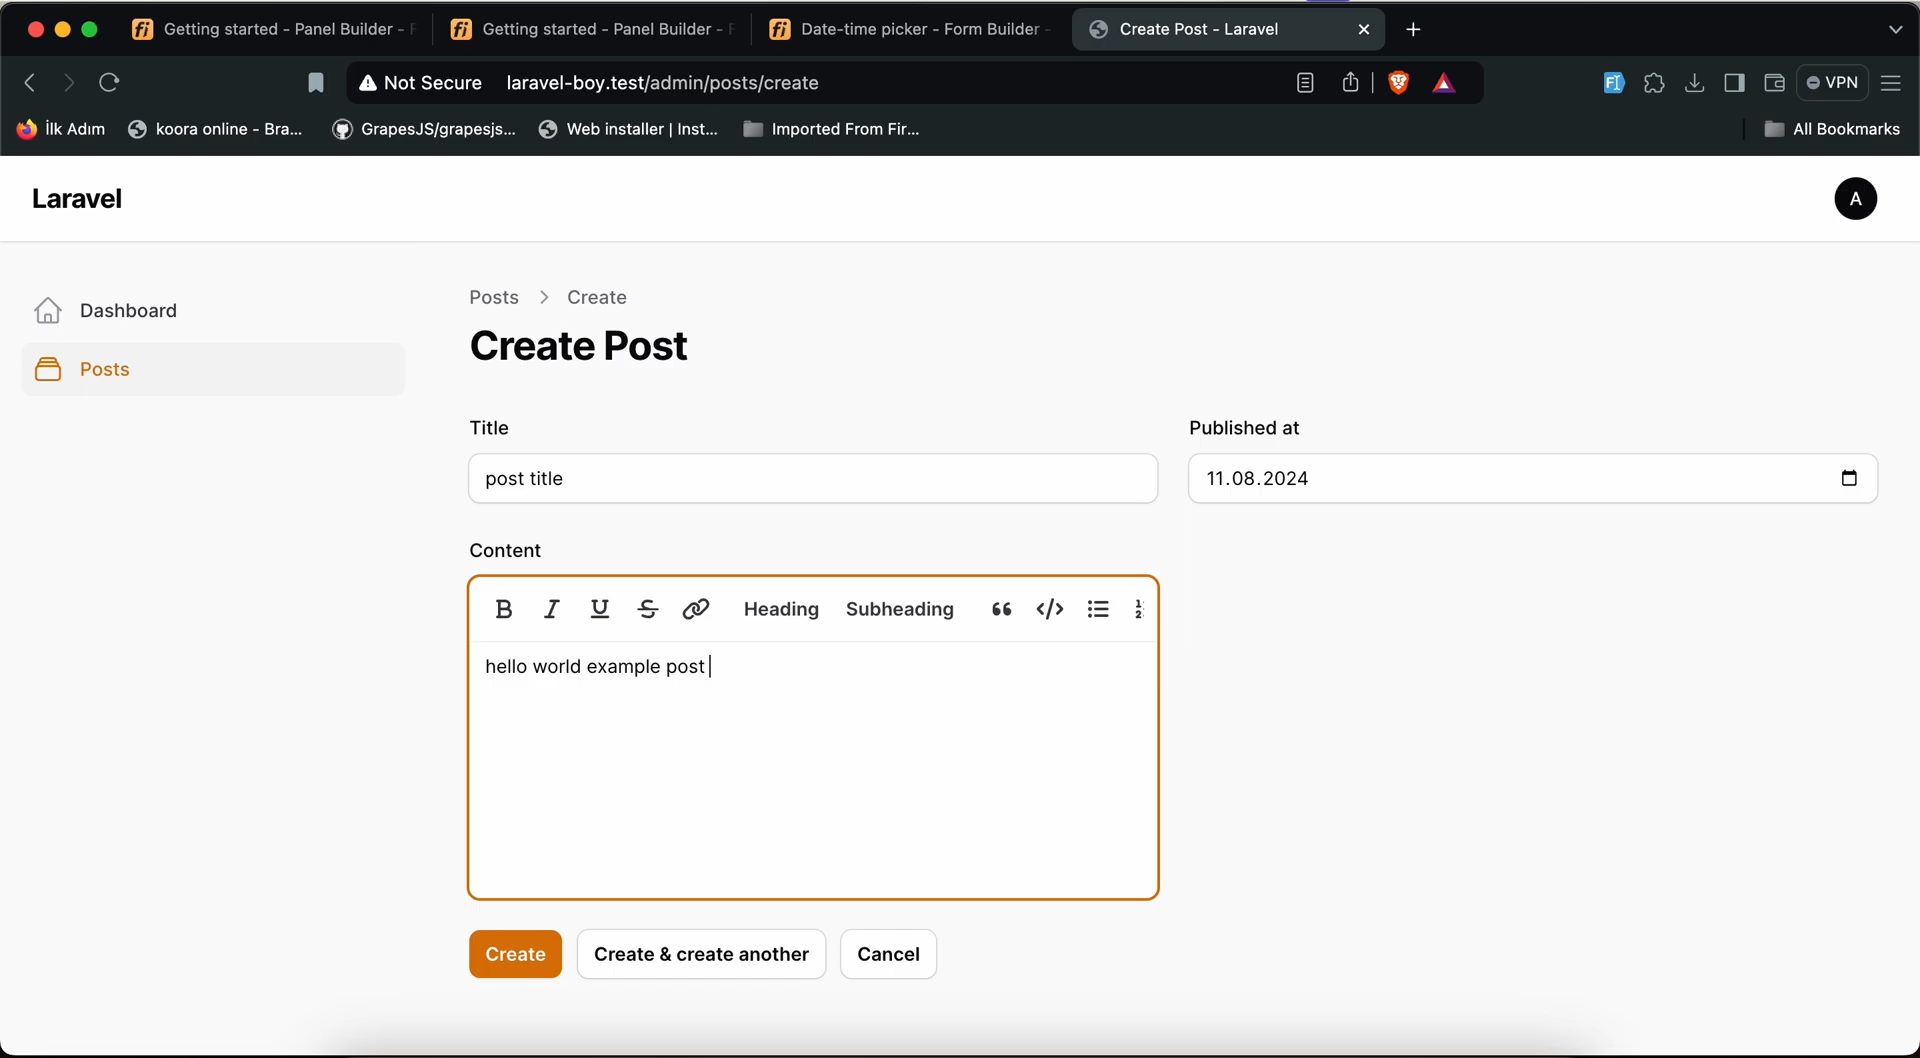 Getting started - Panel Builder -
Getting started - Panel Builder -
Date-time picker - Form Builder -
Create Post - Laravel
Not Secure
laravel-boy.test/admin/posts/create
VPN
İlk Adım
koora online - Bra...
GrapesJS/grapesjs...
Web installer | Inst...
Imported From Fir...
All Bookmarks
Laravel
A
Dashboard
Posts
Posts > Create
Create Post
Title
post title
Published at
11.08.2024
Content
B I U S Heading Subheading
hello world example post
Create
Create & create another
Cancel